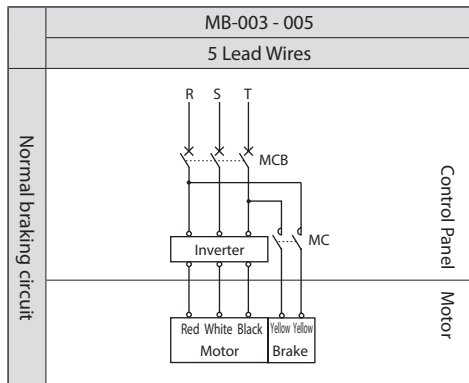 MB-003 - 005
5 Lead Wires
Normal braking circuit
R S T
MCB
Control Panel
MC
Inverter
Motor
Red White Black Yellow Yellow
Motor Brake